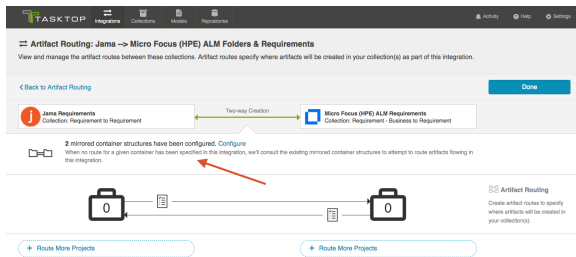 TASKTOP
Integrations
Collections
Models
Repositories
Activity
Help
Settings
Artifact Routing: Jama --> Micro Focus (HPE) ALM Folders & Requirements
View and manage the artifact routes between these collections. Artifact routes specify where artifacts will be created in your collection(s) as part of this integration.
Back to Artifact Routing
Done
Jama Requirements
Collection: Requirement to Requirement
Two-way Creation
Micro Focus (HPE) ALM Requirements
Collection: Requirement - Business to Requirement
2 mirrored container structures have been configured. Configure
When no route for a given container has been specified in this integration, we'll consult the existing mirrored container structures to attempt to route artifacts flowing in
this integration.
0
0
Artifact Routing
Create artifact routes to specify
where artifacts will be created in
your collection(s).
+ Route More Projects
+ Route More Projects